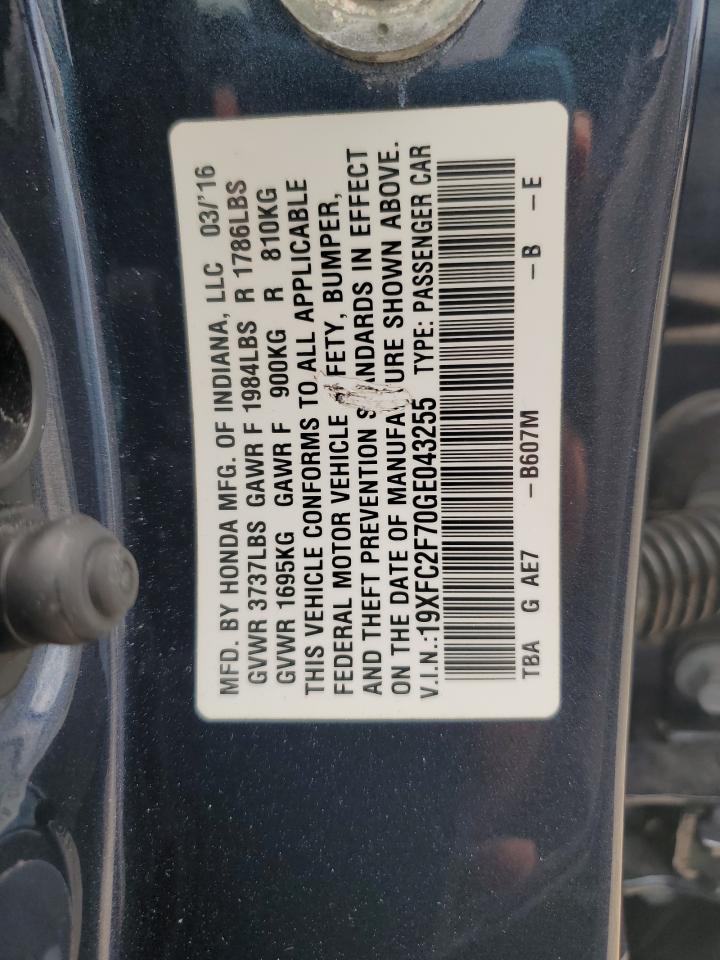 MFD. BY HONDA MFG. OF INDIANA, LLC 03/'16
GVWR 3737LBS GAWR F 1984LBS R 1786LBS
GVWR 1695KG GAWR F 900KG R 810KG
THIS VEHICLE CONFORMS TO ALL APPLICABLE
FEDERAL MOTOR VEHICLE FETY, BUMPER,
AND THEFT PREVENTION S ANDARDS IN EFFECT
ON THE DATE OF MANUFA URE SHOWN ABOVE.
V.I.N.:19XFC2F70GE043255 TYPE: PASSENGER CAR
TBA G AE7 - B607M - B - E